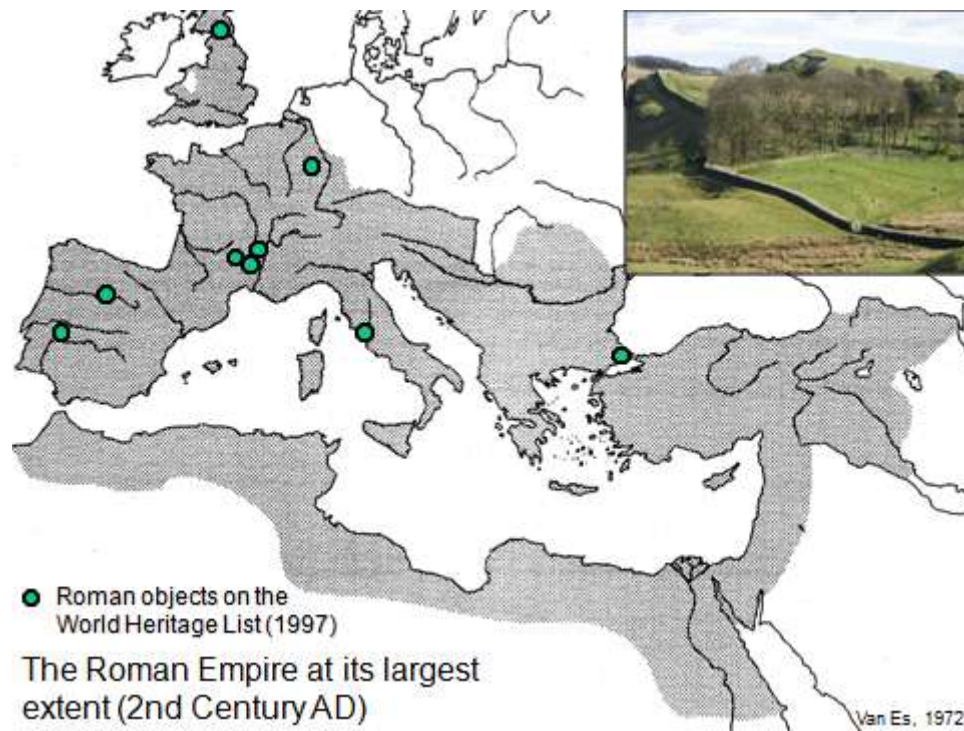 Roman objects on the
World Heritage List (1997)
The Roman Empire at its largest
extent (2nd Century AD)
Van Es, 1972